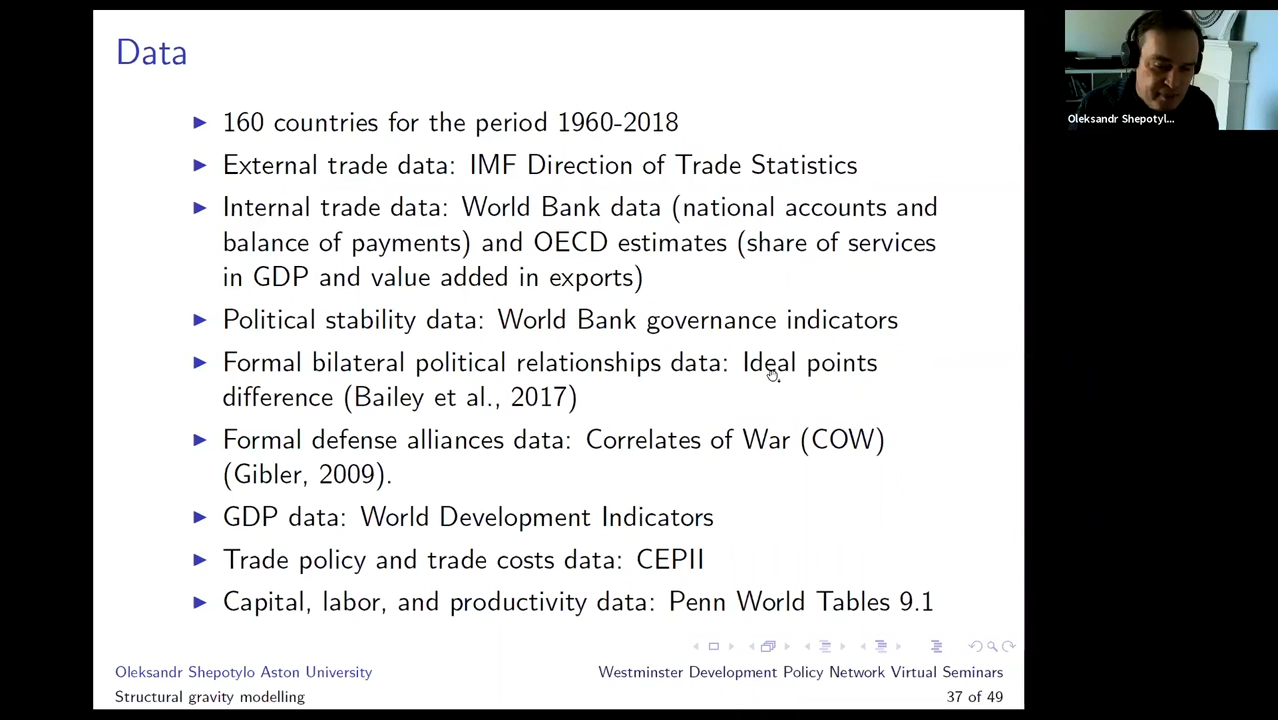 Data
160 countries for the period 1960-2018
External trade data: IMF Direction of Trade Statistics
Internal trade data: World Bank data (national accounts and
balance of payments) and OECD estimates (share of services
in GDP and value added in exports)
Political stability data: World Bank governance indicators
Formal bilateral political relationships data: Ideal points
difference (Bailey et al., 2017)
Formal defense alliances data: Correlates of War (COW)
(Gibler, 2009).
GDP data: World Development Indicators
Trade policy and trade costs data: CEPII
Capital, labor, and productivity data: Penn World Tables 9.1
Oleksandr Shepotylo Aston University
Westminster Development Policy Network Virtual Seminars
Structural gravity modelling
37 of 49
Oleksandr Shepotyl...